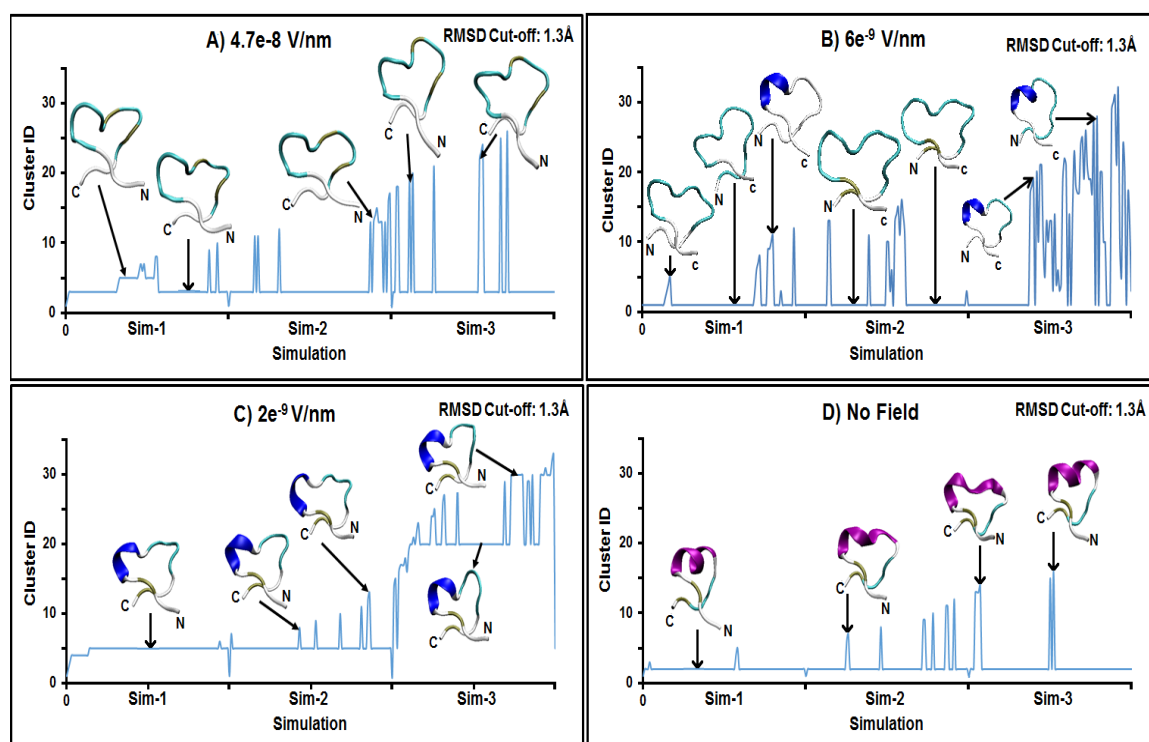 A) 4.7e-8 V/nm
RMSD Cut-off: 1.3Å
Cluster ID
30
20
10
0
C
N
C
N
C
N
C
N
C
N
0
Sim-1
Sim-2
Sim-3
Simulation
B) 6e⁻⁹ V/nm
RMSD Cut-off: 1.3Å
Cluster ID
30
20
10
0
N
c
N
c
N
c
N
c
N
c
N
c
N
c
0
Sim-1
Sim-2
Sim-3
Simulation
C) 2e⁻⁹ V/nm
RMSD Cut-off: 1.3Å
Cluster ID
30
20
10
0
C
N
C
N
C
N
C
N
C
N
0
Sim-1
Sim-2
Sim-3
Simulation
D) No Field
RMSD Cut-off: 1.3Å
Cluster ID
30
20
10
0
C
N
C
N
C
N
C
N
0
Sim-1
Sim-2
Sim-3
Simulation